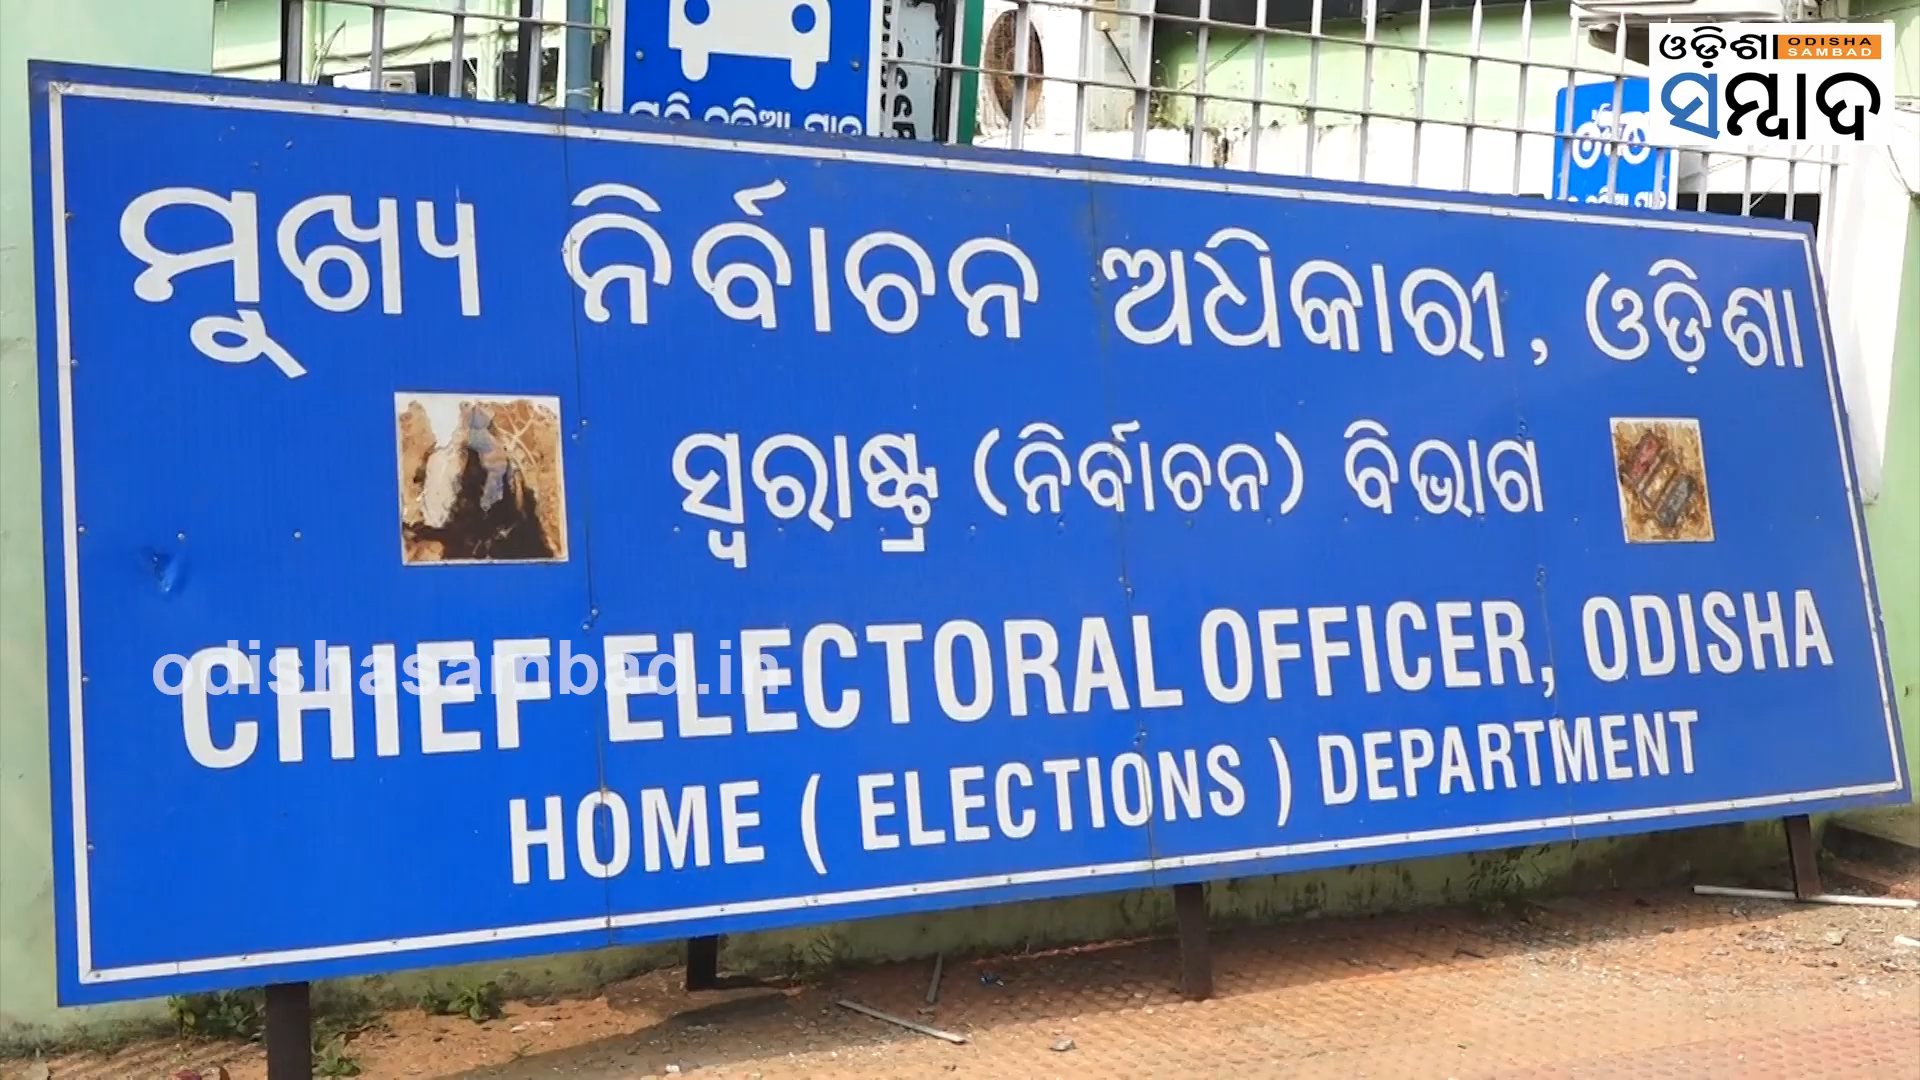 ଓଡ଼ିଶା ODISHA SAMBAD
ସମ୍ବାଦ
ମୁଖ୍ୟ ନିର୍ବାଚନ ଅଧିକାରୀ, ଓଡ଼ିଶା
ସ୍ୱରାଷ୍ଟ୍ର (ନିର୍ବାଚନ) ବିଭାଗ
CHIEF ELECTORAL OFFICER, ODISHA
odishasambad.in
HOME ( ELECTIONS ) DEPARTMENT